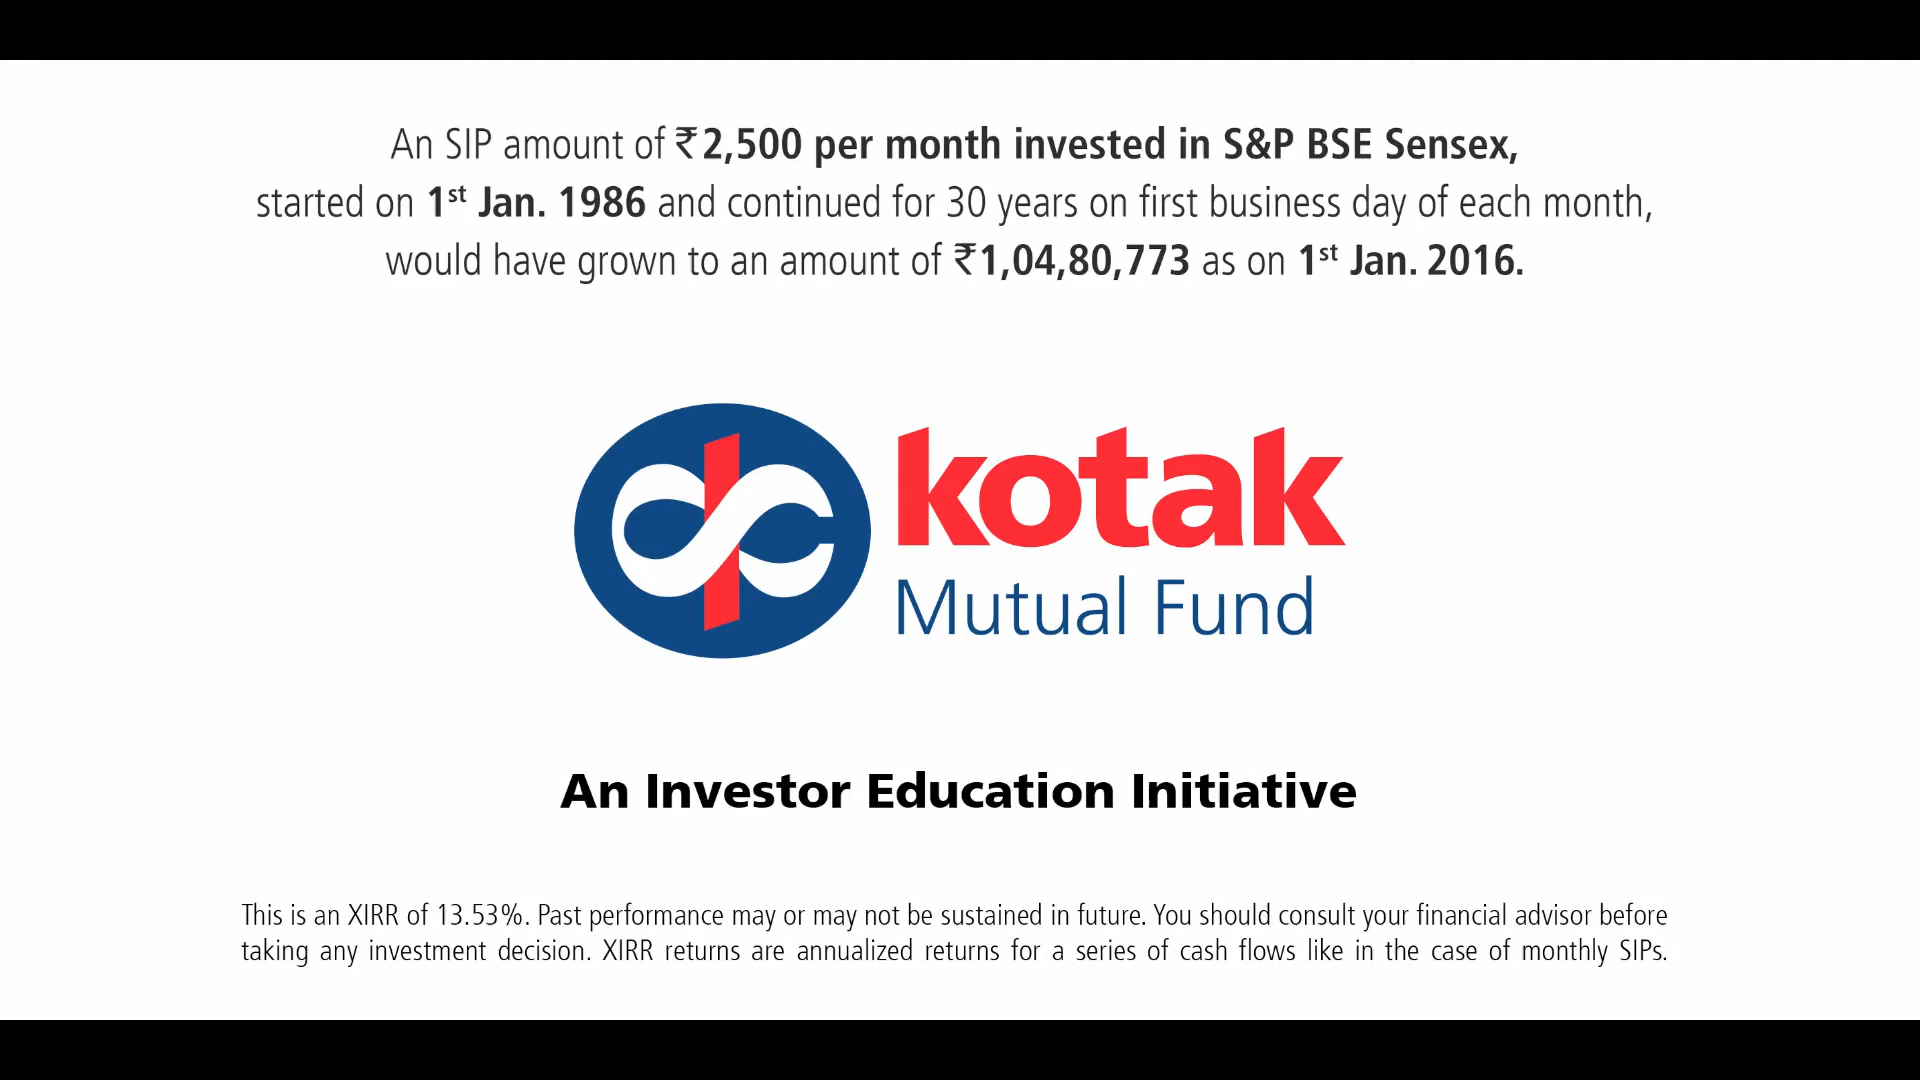 An SIP amount of ₹2,500 per month invested in S&P BSE Sensex,
started on 1st Jan. 1986 and continued for 30 years on first business day of each month,
would have grown to an amount of ₹1,04,80,773 as on 1st Jan. 2016.
kotak
Mutual Fund
An Investor Education Initiative
This is an XIRR of 13.53%. Past performance may or may not be sustained in future. You should consult your financial advisor before
taking any investment decision. XIRR returns are annualized returns for a series of cash flows like in the case of monthly SIPs.